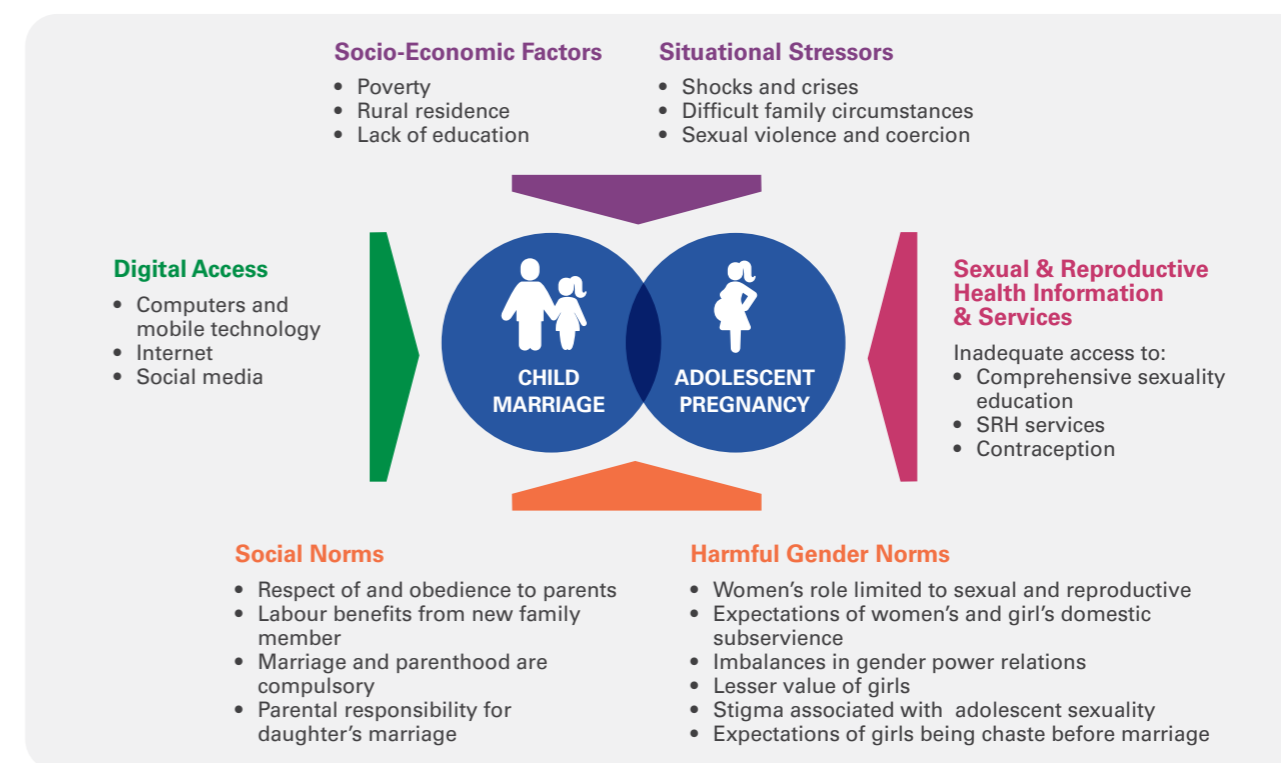 Socio-Economic Factors
• Poverty
• Rural residence
• Lack of education
Situational Stressors
• Shocks and crises
• Difficult family circumstances
• Sexual violence and coercion
Digital Access
• Computers and
mobile technology
• Internet
• Social media
CHILD
MARRIAGE
ADOLESCENT
PREGNANCY
Sexual & Reproductive
Health Information
& Services
Inadequate access to:
• Comprehensive sexuality
education
• SRH services
• Contraception
Social Norms
• Respect of and obedience to parents
• Labour benefits from new family
member
• Marriage and parenthood are
compulsory
• Parental responsibility for
daughter’s marriage
Harmful Gender Norms
• Women’s role limited to sexual and reproductive
• Expectations of women’s and girl’s domestic
subservience
• Imbalances in gender power relations
• Lesser value of girls
• Stigma associated with adolescent sexuality
• Expectations of girls being chaste before marriage